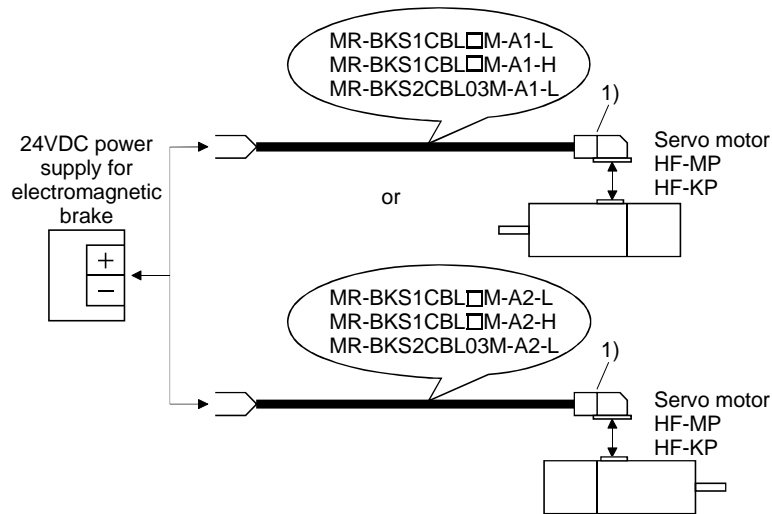 MR-BKS1CBL□M-A1-L
MR-BKS1CBL□M-A1-H
MR-BKS2CBL03M-A1-L
1)
24VDC power
supply for
electromagnetic
brake
Servo motor
HF-MP
HF-KP
or
+
−
MR-BKS1CBL□M-A2-L
MR-BKS1CBL□M-A2-H
MR-BKS2CBL03M-A2-L
1)
Servo motor
HF-MP
HF-KP